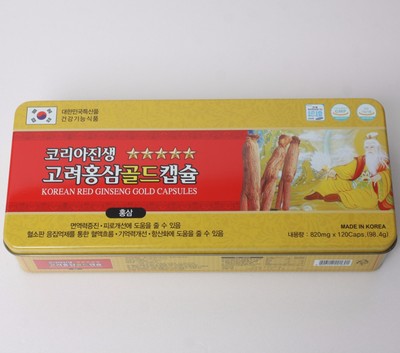 대한민국특산품
건강기능식품
코리아진생 ★★★★★
고려홍삼골드캡슐
KOREAN RED GINSENG GOLD CAPSULES
홍삼
면역력증진·피로개선에 도움을 줄 수 있음
혈소판 응집억제를 통한 혈액흐름·기억력개선·항산화에 도움을 줄 수 있음
MADE IN KOREA
내용량 : 820mg x 120Caps.(98.4g)